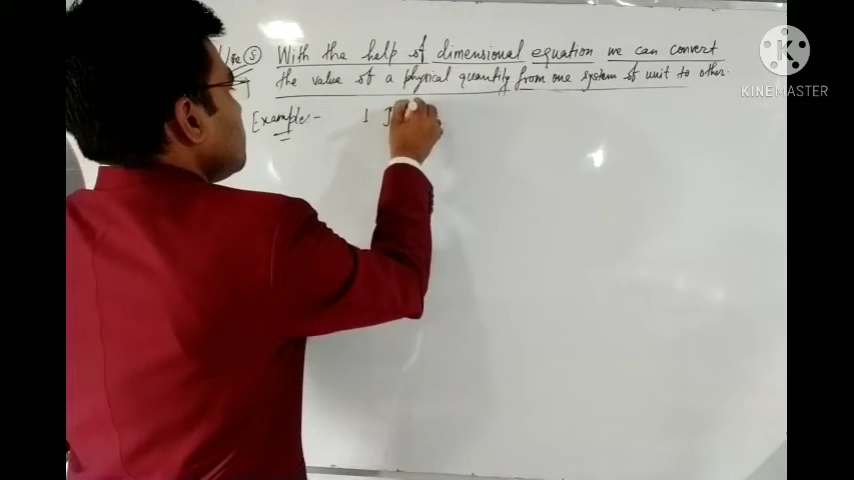 Use ⑤ With the help of dimensional equation we can convert
the value of a physical quantity from one system of unit to other.
Example:- 1 J
KINEMASTER